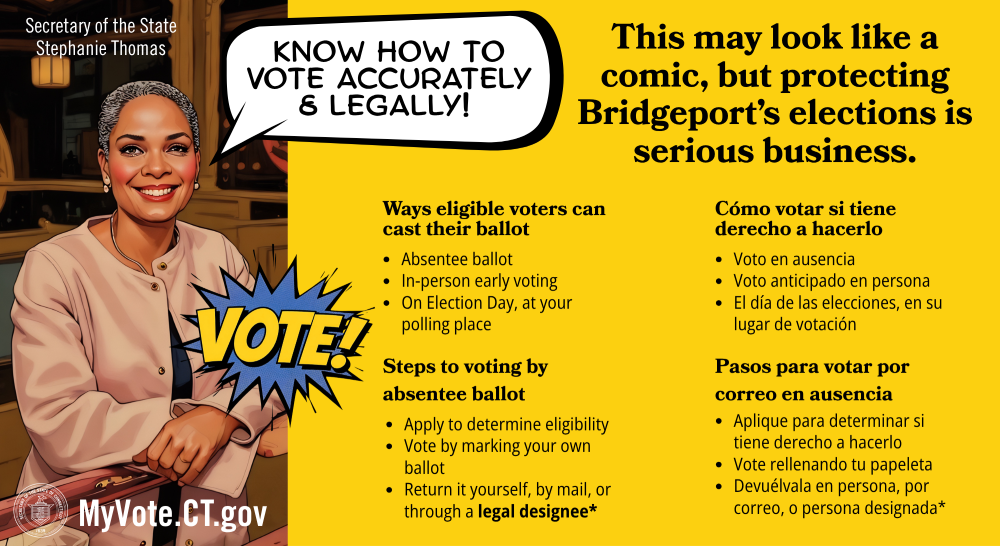 Secretary of the State
Stephanie Thomas
KNOW HOW TO
VOTE ACCURATELY
& LEGALLY!
This may look like a
comic, but protecting
Bridgeport’s elections is
serious business.
VOTE!
Ways eligible voters can
cast their ballot
• Absentee ballot
• In-person early voting
• On Election Day, at your
polling place
Steps to voting by
absentee ballot
• Apply to determine eligibility
• Vote by marking your own
ballot
• Return it yourself, by mail, or
through a legal designee*
Cómo votar si tiene
derecho a hacerlo
• Voto en ausencia
• Voto anticipado en persona
• El día de las elecciones, en su
lugar de votación
Pasos para votar por
correo en ausencia
• Aplique para determinar si
tiene derecho a hacerlo
• Vote rellenando tu papeleta
• Devuélvala en persona, por
correo, o persona designada*
MyVote.CT.gov